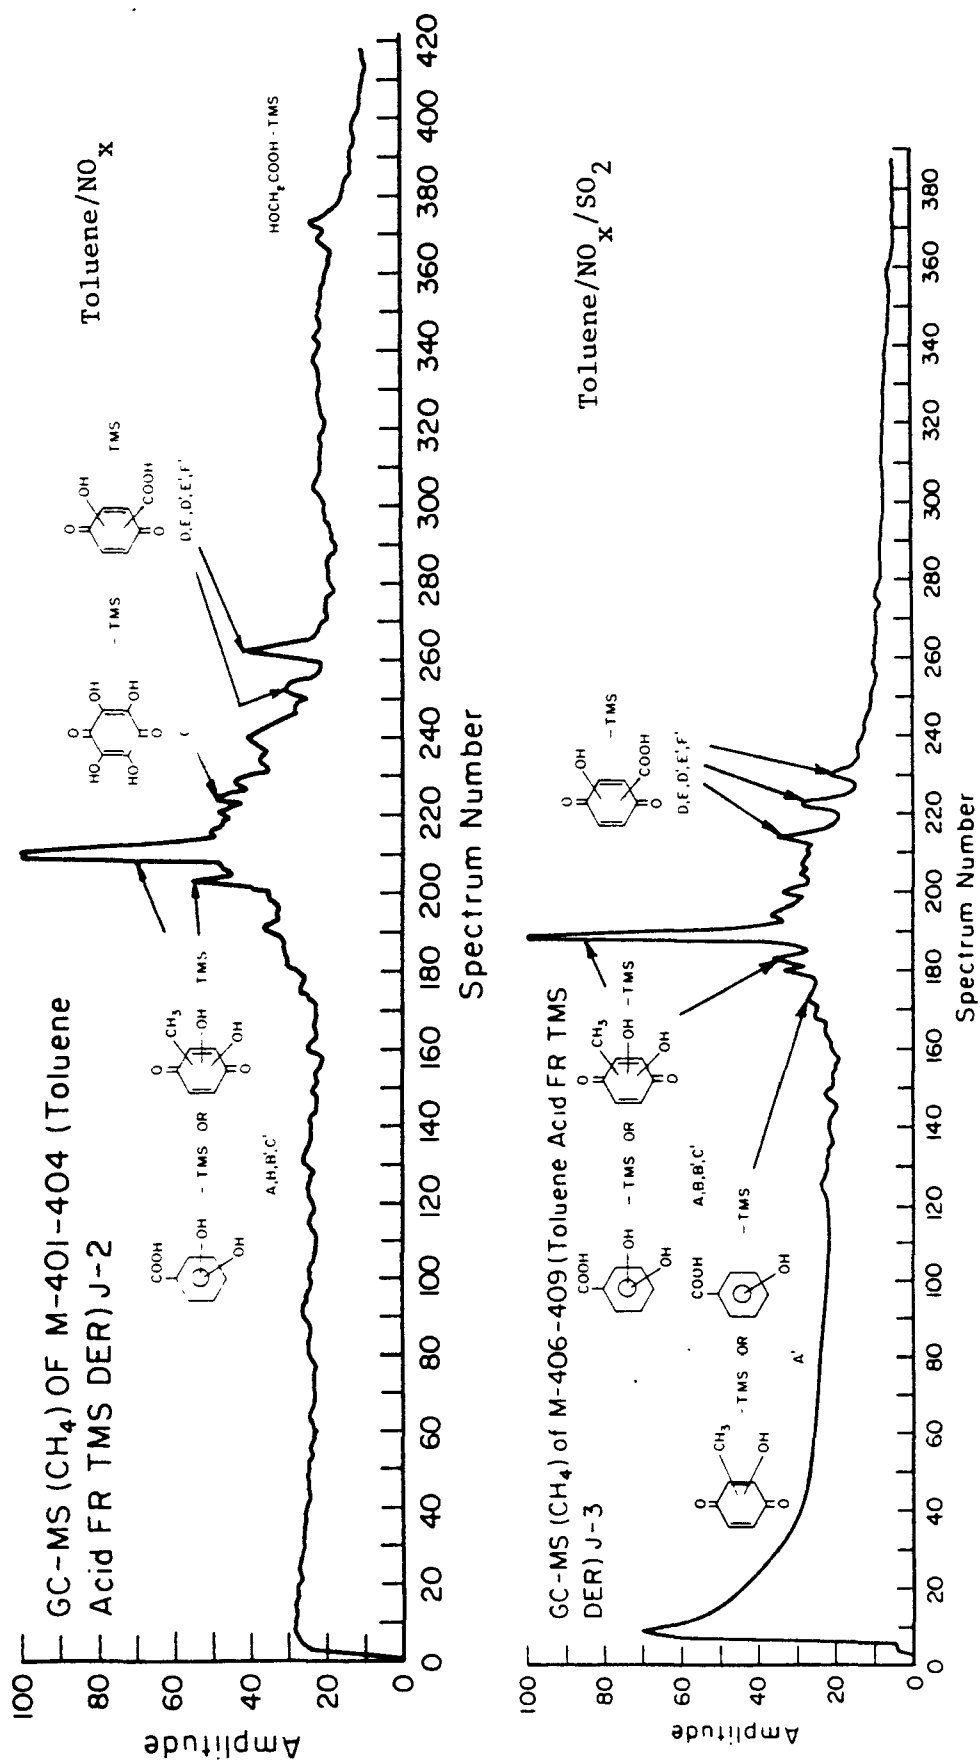 GC-MS (CH4) OF M-401-404 (Toluene
Acid FR TMS DER) J-2
Toluene/NOx
COOH
-OH
OH
- TMS OR
O
CH3
-OH
OH
O
TMS
A,B,B',C'
O
HO
OH
HO
OH
O
- TMS
O
OH
COOH
O
TMS
D,E,D',E',F'
HOCH2COOH-TMS
Amplitude
100
80
60
40
20
0
0 20 40 60 80 100 120 140 160 180 200 220 240 260 280 300 320 340 360 380 400 420
Spectrum Number
GC-MS (CH4) of M-406-409 (Toluene Acid FR TMS
DER) J-3
Toluene/NOx/SO2
COOH
-OH
OH
- TMS OR
O
CH3
-OH
OH
O
-TMS
A,B,B',C'
O
CH3
OH
O
-TMS OR
COOH
OH
-TMS
A'
O
OH
COOH
O
-TMS
D,E,D',E',F'
Amplitude
100
80
60
40
20
0
0 20 40 60 80 100 120 140 160 180 200 220 240 260 280 300 320 340 360 380
Spectrum Number